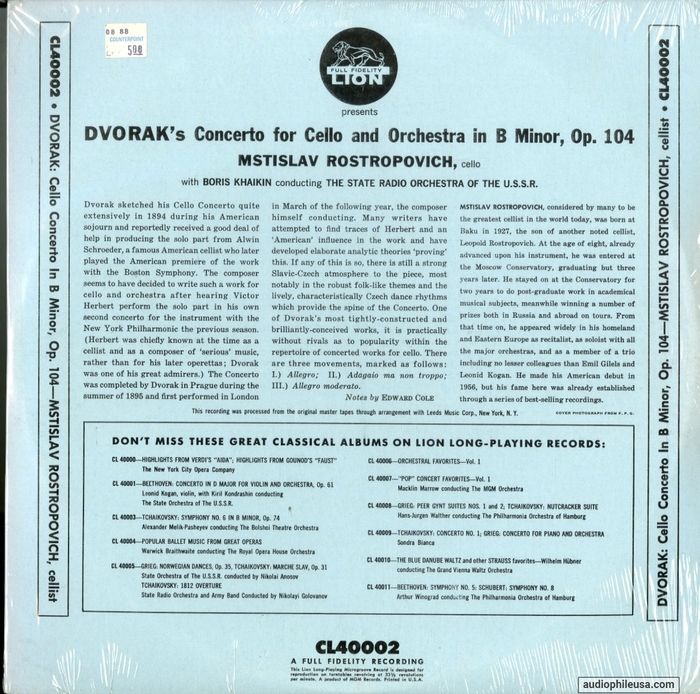 08 88
COUNTERPOINT
598
FULL FIDELITY
LION
presents
DVORAK's Concerto for Cello and Orchestra in B Minor, Op. 104
MSTISLAV ROSTROPOVICH, cello
with BORIS KHAIKIN conducting THE STATE RADIO ORCHESTRA OF THE U.S.S.R.
CL40002 • DVORAK: Cello Concerto In B Minor, Op. 104—MSTISLAV ROSTROPOVICH, cellist
Dvorak sketched his Cello Concerto quite
extensively in 1894 during his American
sojourn and reportedly received a good deal of
help in producing the solo part from Alwin
Schroeder, a famous American cellist who later
played the American premiere of the work
with the Boston Symphony. The composer
seems to have decided to write such a work for
cello and orchestra after hearing Victor
Herbert perform the solo part in his own
second concerto for the instrument with the
New York Philharmonic the previous season.
(Herbert was chiefly known at the time as a
cellist and as a composer of 'serious' music,
rather than for his later operettas; Dvorak
was one of his great admirers.) The Concerto
was completed by Dvorak in Prague during the
summer of 1895 and first performed in London
in March of the following year, the composer
himself conducting. Many writers have
attempted to find traces of Herbert and an
'American' influence in the work and have
developed elaborate analytic theories 'proving'
this. If any of this is so, there is still a strong
Slavic-Czech atmosphere to the piece, most
notably in the robust folk-like themes and the
lively, characteristically Czech dance rhythms
which provide the spine of the Concerto. One
of Dvorak's most tightly-constructed and
brilliantly-conceived works, it is practically
without rivals as to popularity within the
repertoire of concerted works for cello. There
are three movements, marked as follows:
I.) Allegro; II.) Adagaio ma non troppo;
III.) Allegro moderato.
Notes by EDWARD COLE
MSTISLAV ROSTROPOVICH, considered by many to be
the greatest cellist in the world today, was born at
Baku in 1927, the son of another noted cellist,
Leopold Rostropovich. At the age of eight, already
advanced upon his instrument, he was entered at
the Moscow Conservatory, graduating but three
years later. He stayed on at the Conservatory for
two years to do post-graduate work in academical
musical subjects, meanwhile winning a number of
prizes both in Russia and abroad on tours. From
that time on, he appeared widely in his homeland
and Eastern Europe as recitalist, as soloist with all
the major orchestras, and as a member of a trio
including no lesser colleagues than Emil Gilels and
Leonid Kogan. He made his American debut in
1956, but his fame here was already established
through a series of best-selling recordings.
This recording was processed from the original master tapes through arrangement with Leeds Music Corp., New York, N. Y.
COVER PHOTOGRAPH FROM F. P. G.
DON'T MISS THESE GREAT CLASSICAL ALBUMS ON LION LONG-PLAYING RECORDS:
CL 40000—HIGHLIGHTS FROM VERDI'S "AIDA"; HIGHLIGHTS FROM GOUNOD'S "FAUST"
The New York City Opera Company
CL 40001—BEETHOVEN: CONCERTO IN D MAJOR FOR VIOLIN AND ORCHESTRA, Op. 61
Leonid Kogan, violin, with Kiril Kondrashin conducting
The State Orchestra of The U.S.S.R.
CL 40003—TCHAIKOVSKY: SYMPHONY NO. 6 IN B MINOR, Op. 74
Alexander Melik-Pasheyev conducting The Bolshei Theatre Orchestra
CL 40004—POPULAR BALLET MUSIC FROM GREAT OPERAS
Warwick Braithwaite conducting The Royal Opera House Orchestra
CL 40005—GRIEG: NORWEGIAN DANCES, Op. 35, TCHAIKOVSKY: MARCHE SLAV, Op. 31
State Orchestra of The U.S.S.R. conducted by Nikolai Anosov
TCHAIKOVSKY: 1812 OVERTURE
State Radio Orchestra and Army Band Conducted by Nikolayi Golovanov
CL 40006—ORCHESTRAL FAVORITES—Vol. 1
CL 40007—"POP" CONCERT FAVORITES—Vol. 1
Macklin Marrow conducting The MGM Orchestra
CL 40008—GRIEG: PEER GYNT SUITES NOS. 1 and 2; TCHAIKOVSKY: NUTCRACKER SUITE
Hans-Jurgen Walther conducting The Philharmonia Orchestra of Hamburg
CL 40009—TCHAIKOVSKY: CONCERTO NO. 1; GRIEG: CONCERTO FOR PIANO AND ORCHESTRA
Sondra Bianca
CL 40010—THE BLUE DANUBE WALTZ and other STRAUSS favorites—Wilhelm Hübner
conducting The Grand Vienna Waltz Orchestra
CL 40011—BEETHOVEN: SYMPHONY NO. 5; SCHUBERT: SYMPHONY NO. 8
Arthur Winograd conducting The Philharmonia Orchestra of Hamburg
DVORAK: Cello Concerto In B Minor, Op. 104—MSTISLAV ROSTROPOVICH, cellist • CL40002
CL40002
A FULL FIDELITY RECORDING
This Lion Long-Playing Microgroove Record is designed for
reproduction on turntables revolving at 33⅓ revolutions
per minute. A product of MGM Records. Printed in U.S.A.
audiophileusa.com